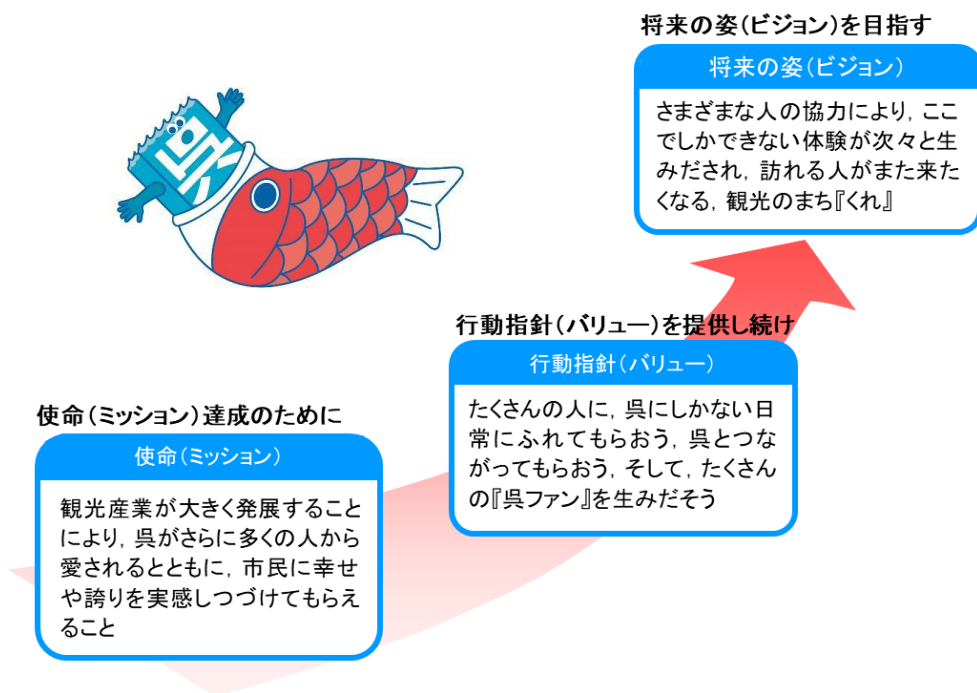 将来の姿(ビジョン)を目指す
将来の姿(ビジョン)
さまざまな人の協力により，ここ
でしかできない体験が次々と生
みだされ，訪れる人がまた来た
くなる，観光のまち『くれ』
呉
行動指針(バリュー)を提供し続け
行動指針(バリュー)
たくさんの人に，呉にしかない日
常にふれてもらおう，呉とつな
がってもらおう，そして，たくさん
の『呉ファン』を生みだそう
使命(ミッション)達成のために
使命(ミッション)
観光産業が大きく発展すること
により，呉がさらに多くの人から
愛されるとともに，市民に幸せ
や誇りを実感しつづけてもらえ
ること